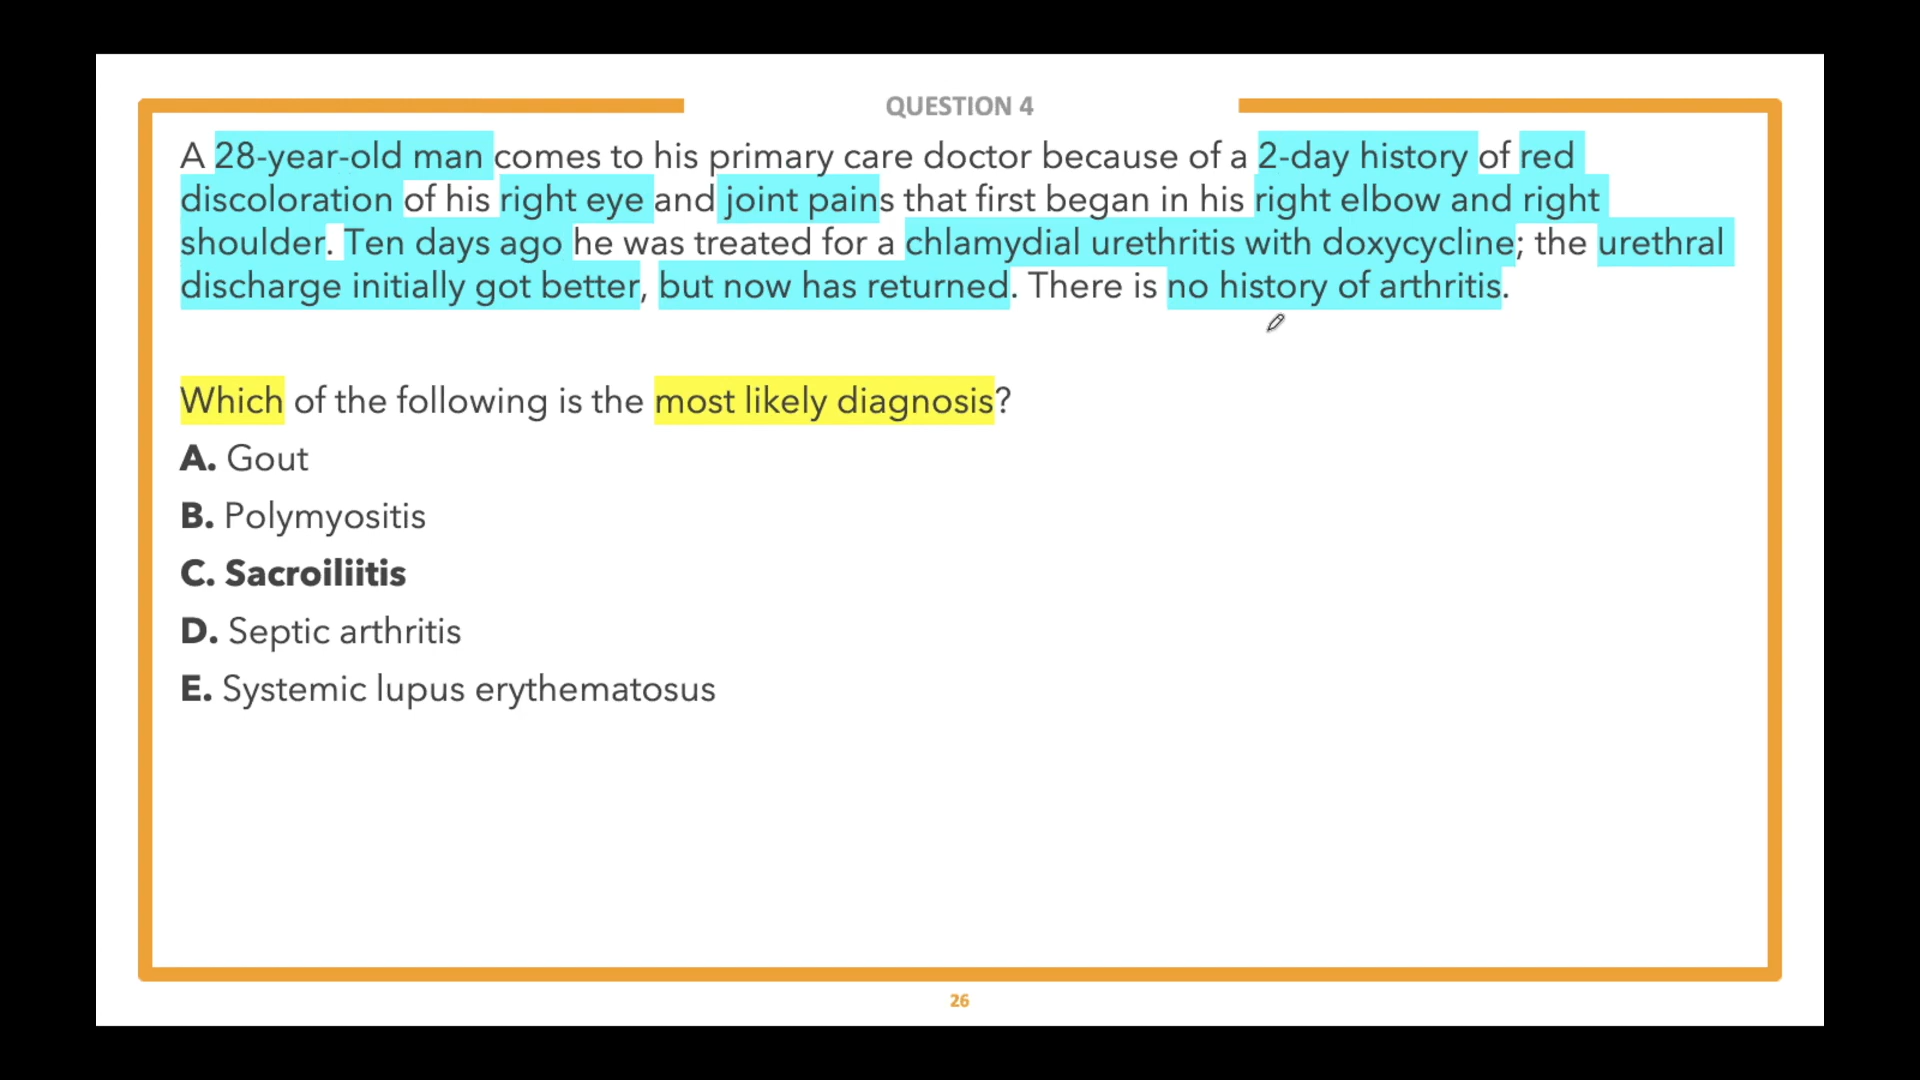 QUESTION 4
A 28-year-old man comes to his primary care doctor because of a 2-day history of red
discoloration of his right eye and joint pains that first began in his right elbow and right
shoulder. Ten days ago he was treated for a chlamydial urethritis with doxycycline; the urethral
discharge initially got better, but now has returned. There is no history of arthritis.
Which of the following is the most likely diagnosis?
A. Gout
B. Polymyositis
C. Sacroiliitis
D. Septic arthritis
E. Systemic lupus erythematosus
26